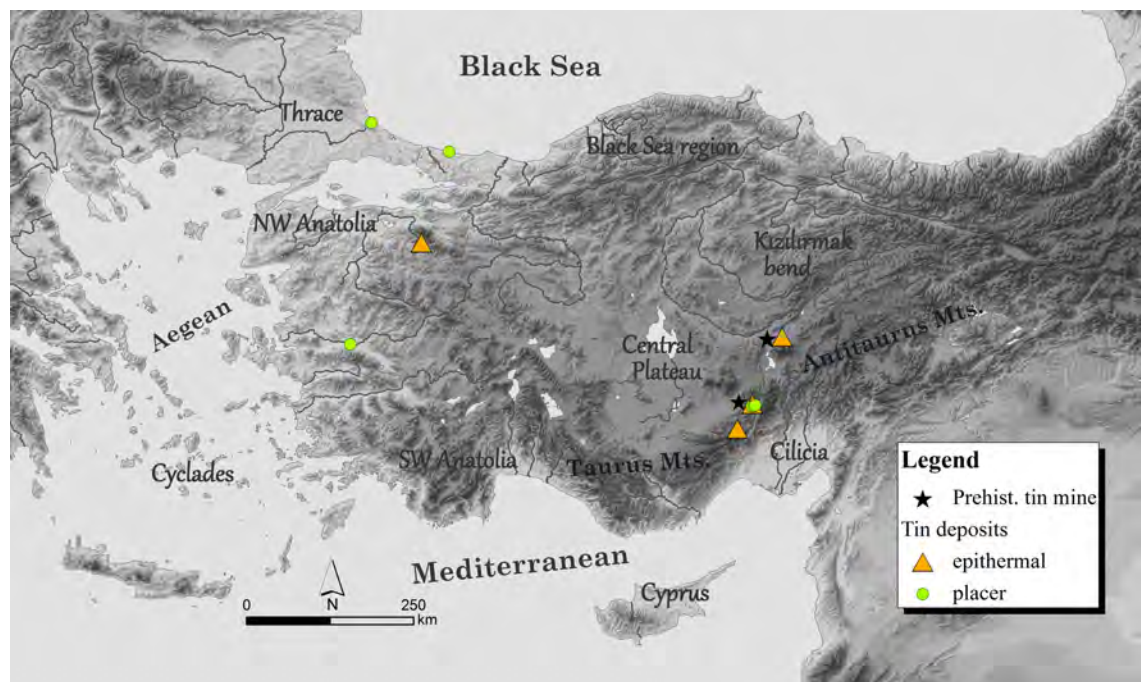 Black Sea
Thrace
Black Sea region
NW Anatolia
Kızılırmak
bend
Aegean
Antitaurus Mts.
Central
Plateau
Cyclades
SW Anatolia
Taurus Mts.
Cilicia
Mediterranean
Cyprus
0
N
250
km
Legend
Prehist. tin mine
Tin deposits
epithermal
placer